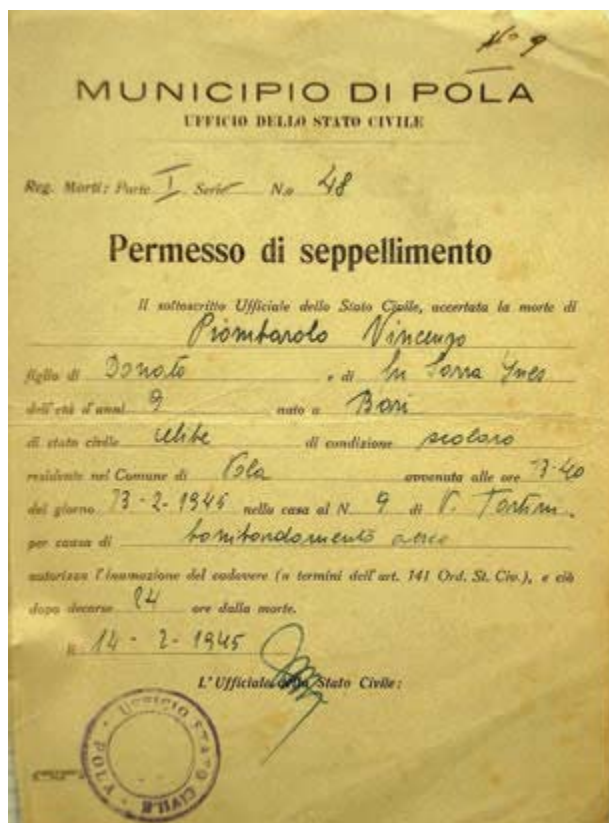 No 9
MUNICIPIO DI POLA
UFFICIO DELLO STATO CIVILE
Reg. Morti: Parte I Serie N.o 48
Permesso di seppellimento
Il sottoscritto Ufficiale dello Stato Civile, accertata la morte di
Piombarolo Vincenzo
figlio di Donato e di Ines
dell'età d'anni 9 nato a Bari
di stato civile celibe di condizione scolaro
residente nel Comune di Pola avvenuta alle ore 13-40
del giorno 13-2-1945 nella casa al N. 9 di V. Tartini
per causa di bombardamento aereo
autorizza l'inumazione del cadavere (a termini dell'art. 141 Ord. St. Civ.), e ciò
dopo decorse 24 ore dalla morte.
li 14-2-1945
L'Ufficiale dello Stato Civile:
UFFICIO STATO CIVILE POLA